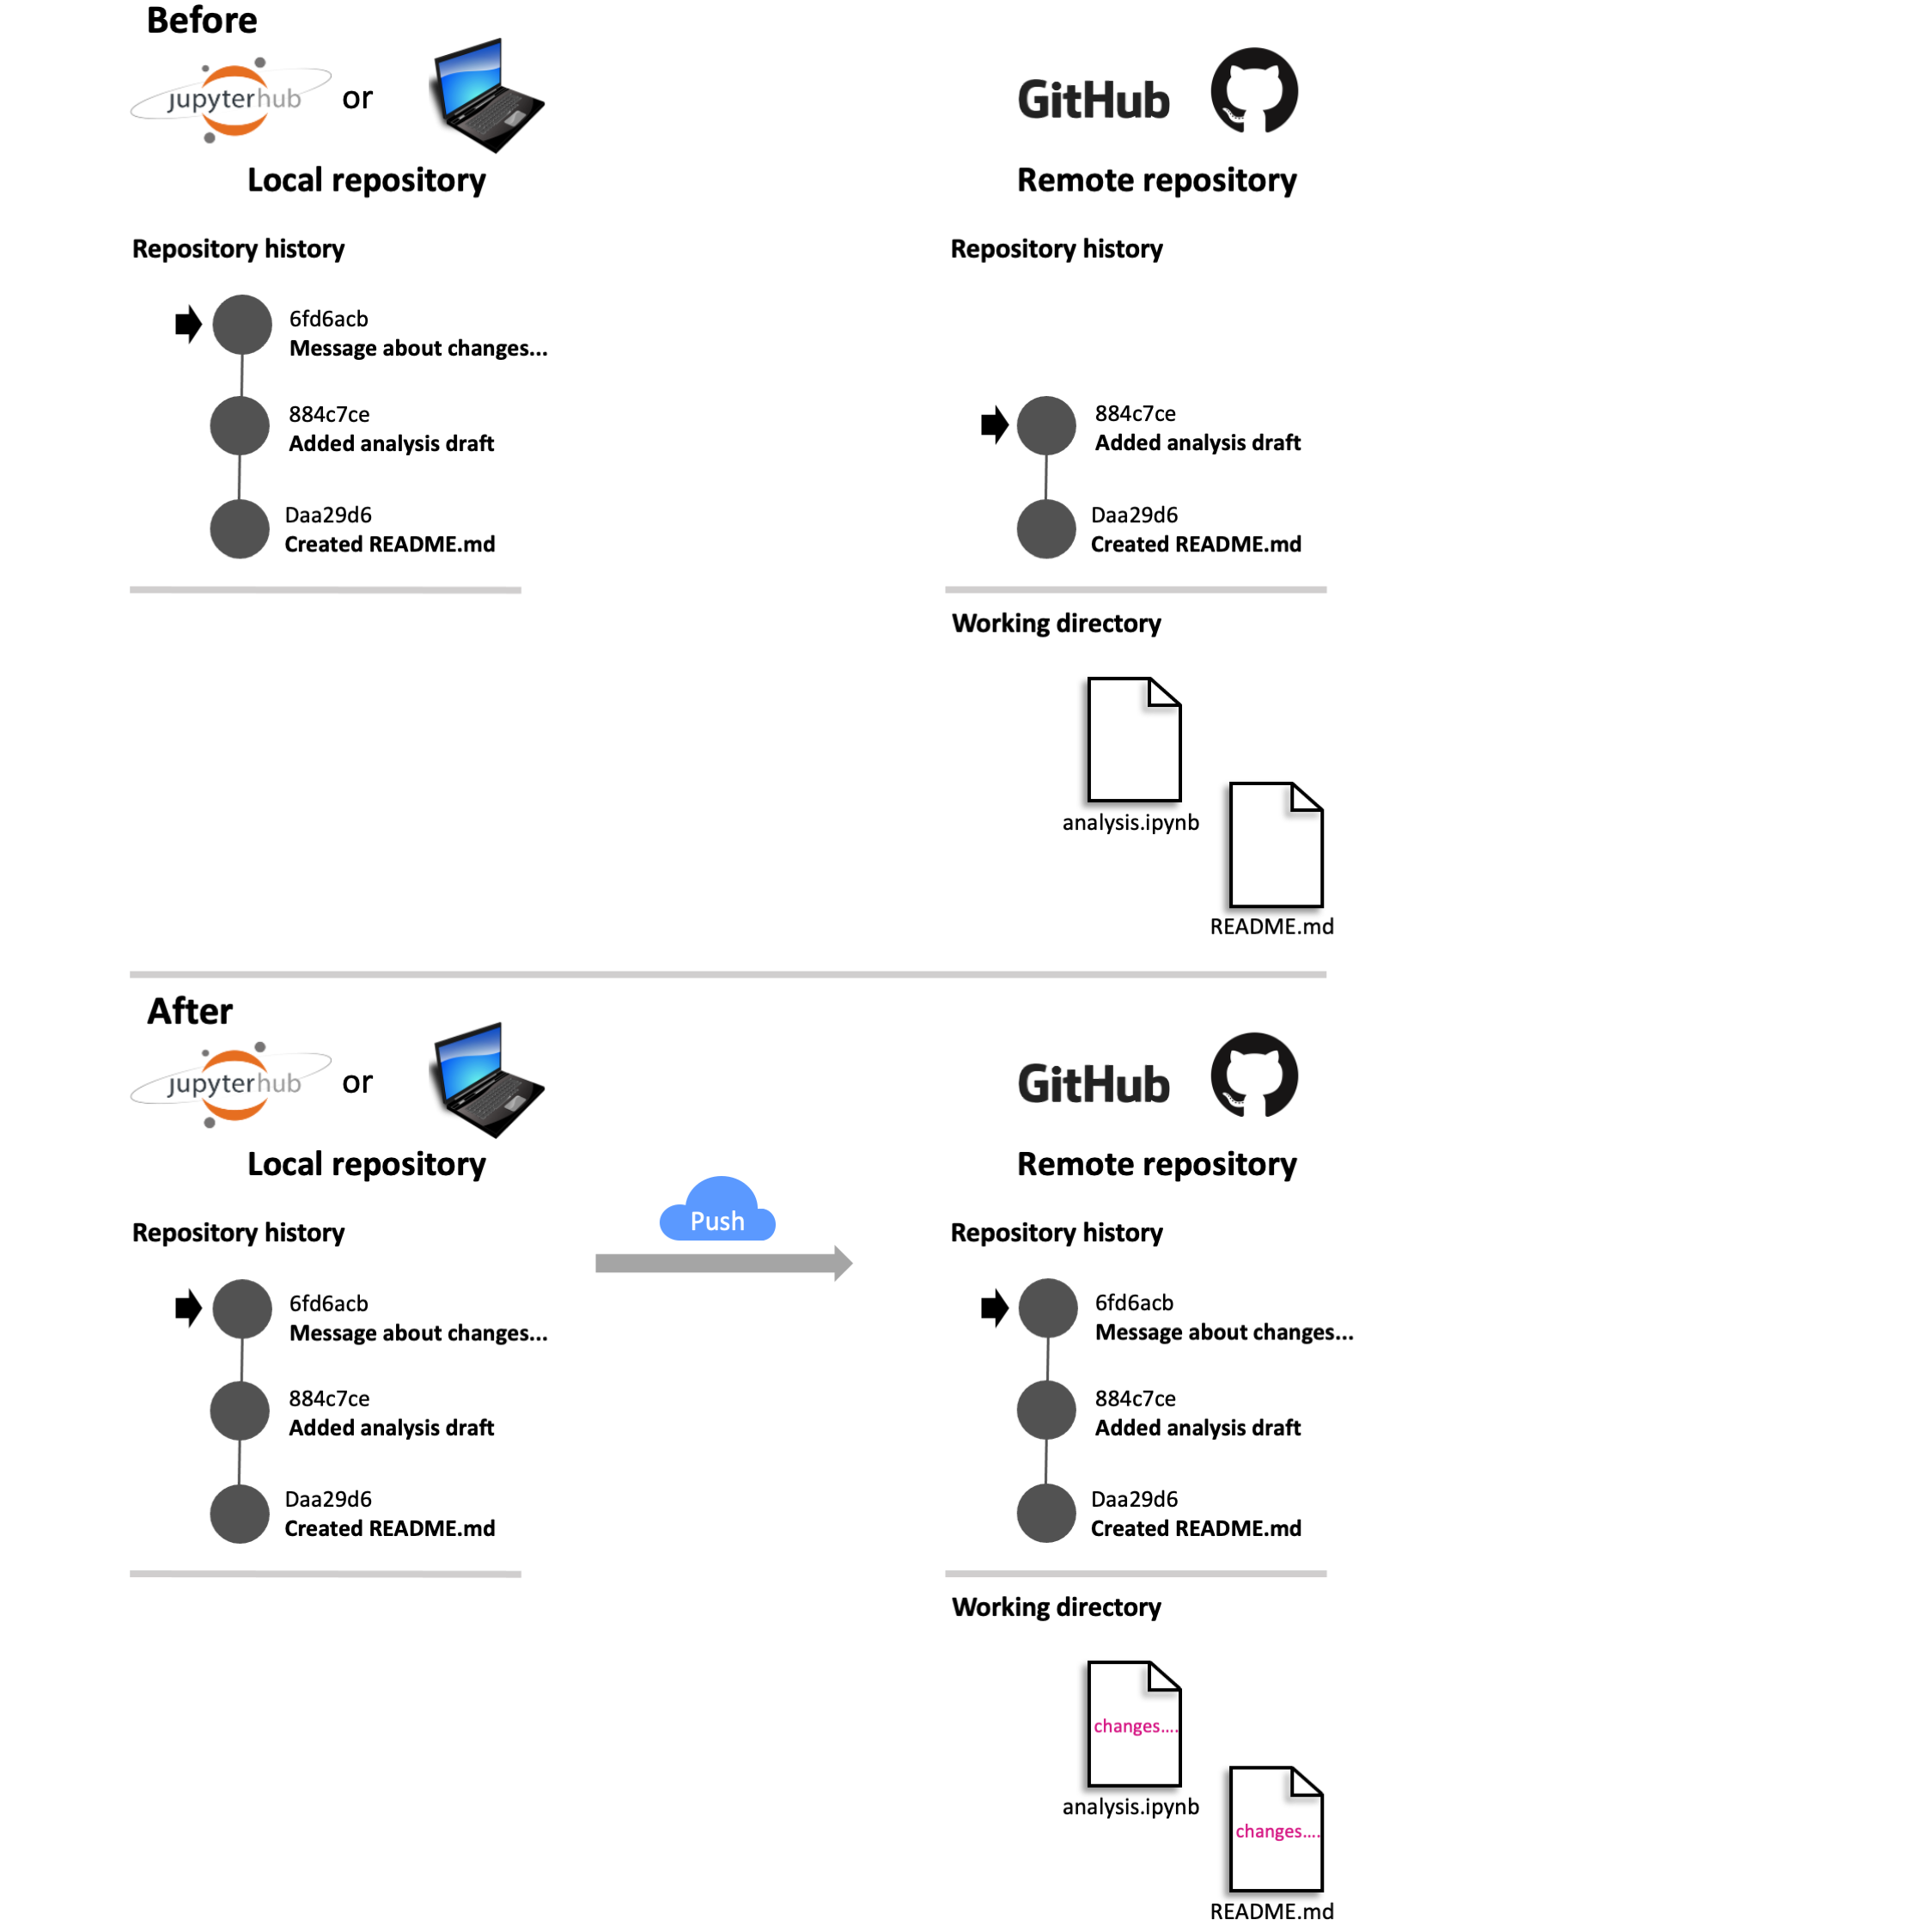 Before
jupyterhub
or
GitHub
Local repository
Remote repository
Repository history
6fd6acb
Message about changes...
884c7ce
Added analysis draft
Daa29d6
Created README.md
Repository history
884c7ce
Added analysis draft
Daa29d6
Created README.md
Working directory
analysis.ipynb
README.md
After
jupyterhub
or
GitHub
Local repository
Remote repository
Push
Repository history
6fd6acb
Message about changes...
884c7ce
Added analysis draft
Daa29d6
Created README.md
Repository history
6fd6acb
Message about changes...
884c7ce
Added analysis draft
Daa29d6
Created README.md
Working directory
changes....
analysis.ipynb
changes....
README.md